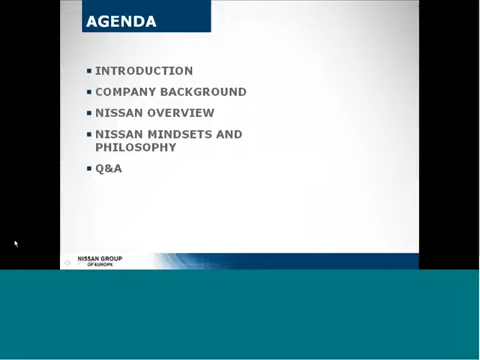 AGENDA
INTRODUCTION
COMPANY BACKGROUND
NISSAN OVERVIEW
NISSAN MINDSETS AND
PHILOSOPHY
Q&A
NISSAN GROUP
OF EUROPE